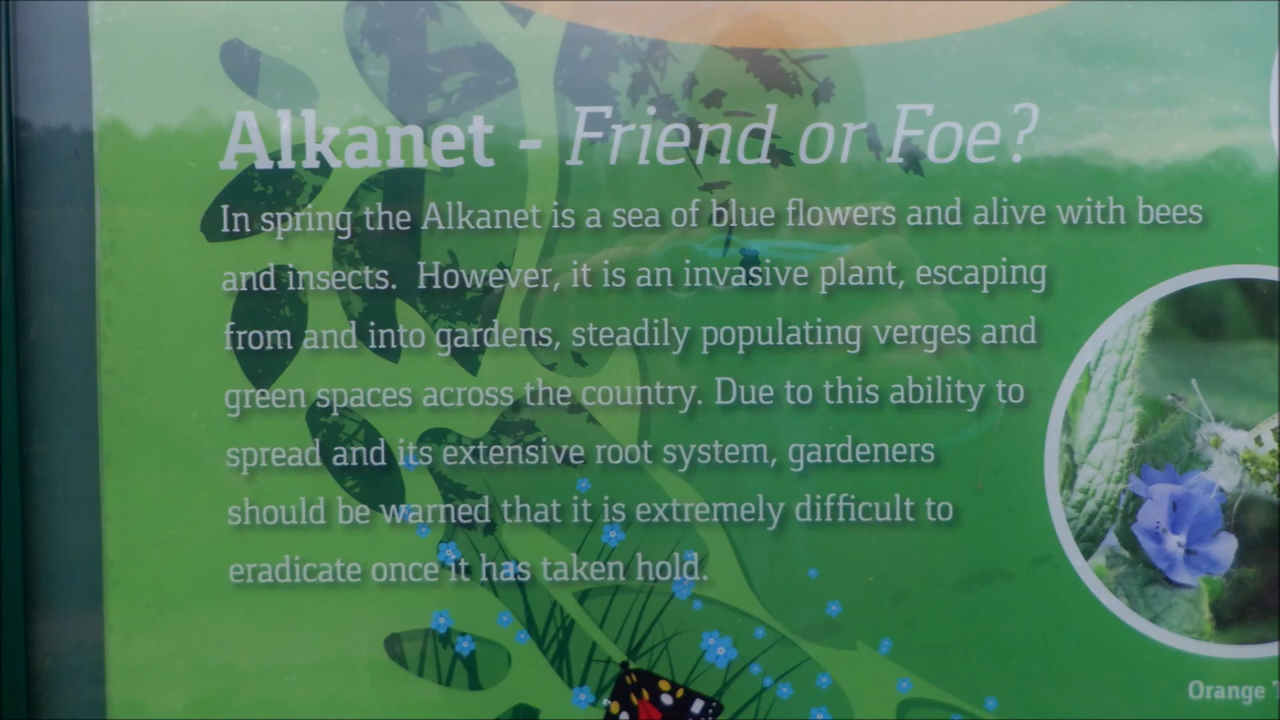 Alkanet - Friend or Foe?
In spring the Alkanet is a sea of blue flowers and alive with bees
and insects. However, it is an invasive plant, escaping
from and into gardens, steadily populating verges and
green spaces across the country. Due to this ability to
spread and its extensive root system, gardeners
should be warned that it is extremely difficult to
eradicate once it has taken hold.
Orange